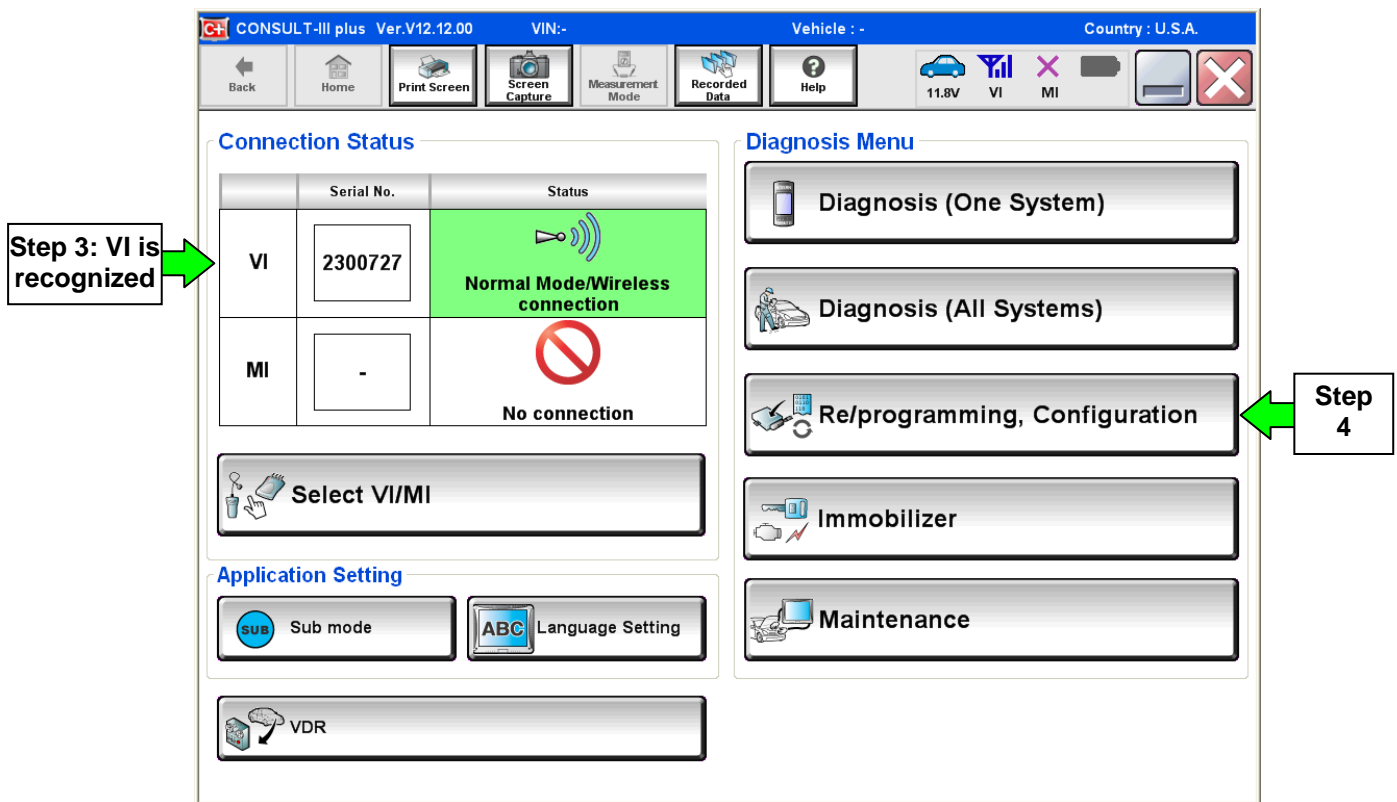 CONSULT-III plus Ver.V12.12.00 VIN:- Vehicle : - Country : U.S.A.
Back
Home
Print Screen
Screen
Capture
Measurement
Mode
Recorded
Data
Help
11.8V
VI
MI
Connection Status
Serial No. Status
VI
2300727
Normal Mode/Wireless
connection
MI
-
No connection
Select VI/MI
Application Setting
SUB
Sub mode
ABC
Language Setting
VDR
Diagnosis Menu
Diagnosis (One System)
Diagnosis (All Systems)
Re/programming, Configuration
Immobilizer
Maintenance
Step 3: VI is
recognized
Step
4